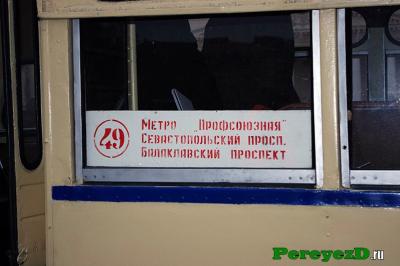 49
Метро „Профсоюзная"
Севастопольский просп.
Балаклавский проспект
PereyezD.ru